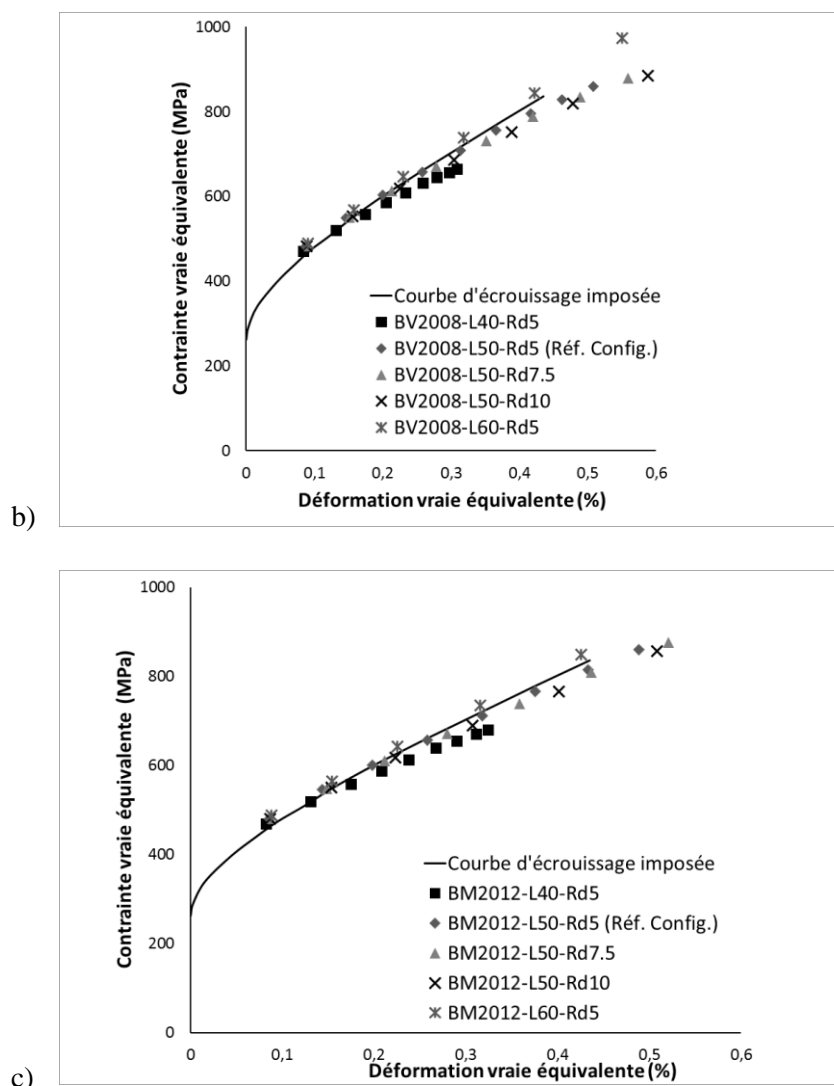 1000
800
600
400
200
0
Contrainte vraie équivalente (MPa)
Courbe d'écrouissage imposée
BV2008-L40-Rd5
BV2008-L50-Rd5 (Réf. Config.)
BV2008-L50-Rd7.5
BV2008-L50-Rd10
BV2008-L60-Rd5
0 0,1 0,2 0,3 0,4 0,5 0,6
Déformation vraie équivalente (%)
b)
1000
800
600
400
200
0
Contrainte vraie équivalente (MPa)
Courbe d'écrouissage imposée
BM2012-L40-Rd5
BM2012-L50-Rd5 (Réf. Config.)
BM2012-L50-Rd7.5
BM2012-L50-Rd10
BM2012-L60-Rd5
0 0,1 0,2 0,3 0,4 0,5 0,6
Déformation vraie équivalente (%)
c)